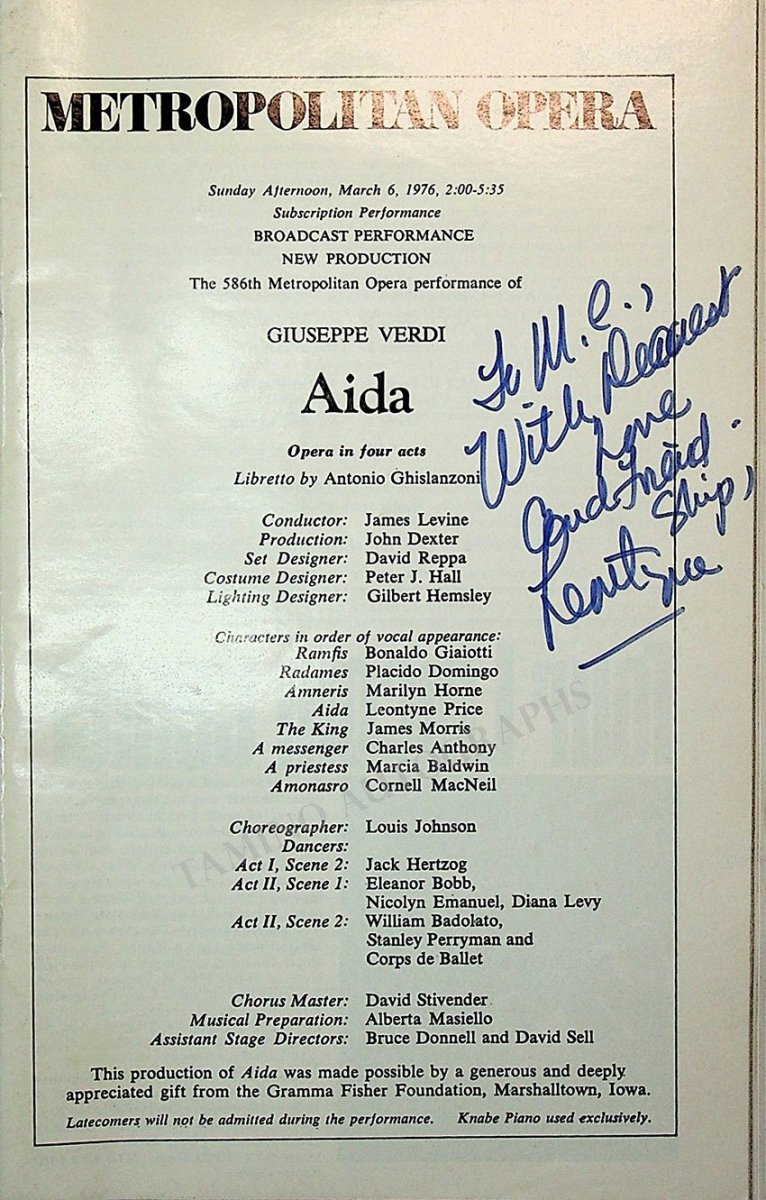 METROPOLITAN OPERA
Sunday Afternoon, March 6, 1976, 2:00-5:35
Subscription Performance
BROADCAST PERFORMANCE
NEW PRODUCTION
The 586th Metropolitan Opera performance of
GIUSEPPE VERDI
Aida
Opera in four acts
Libretto by Antonio Ghislanzoni
To M. C.,
With Dearest
Love
and Friend
ship,
Leontyne
Conductor: James Levine
Production: John Dexter
Set Designer: David Reppa
Costume Designer: Peter J. Hall
Lighting Designer: Gilbert Hemsley
Characters in order of vocal appearance:
Ramfis Bonaldo Giaiotti
Radames Placido Domingo
Amneris Marilyn Horne
Aida Leontyne Price
The King James Morris
A messenger Charles Anthony
A priestess Marcia Baldwin
Amonasro Cornell MacNeil
TAMINO AUTOGRAPHS
Choreographer: Louis Johnson
Dancers:
Act I, Scene 2: Jack Hertzog
Act II, Scene 1: Eleanor Bobb,
Nicolyn Emanuel, Diana Levy
Act II, Scene 2: William Badolato,
Stanley Perryman and
Corps de Ballet
Chorus Master: David Stivender
Musical Preparation: Alberta Masiello
Assistant Stage Directors: Bruce Donnell and David Sell
This production of Aida was made possible by a generous and deeply
appreciated gift from the Gramma Fisher Foundation, Marshalltown, Iowa.
Latecomers will not be admitted during the performance. Knabe Piano used exclusively.